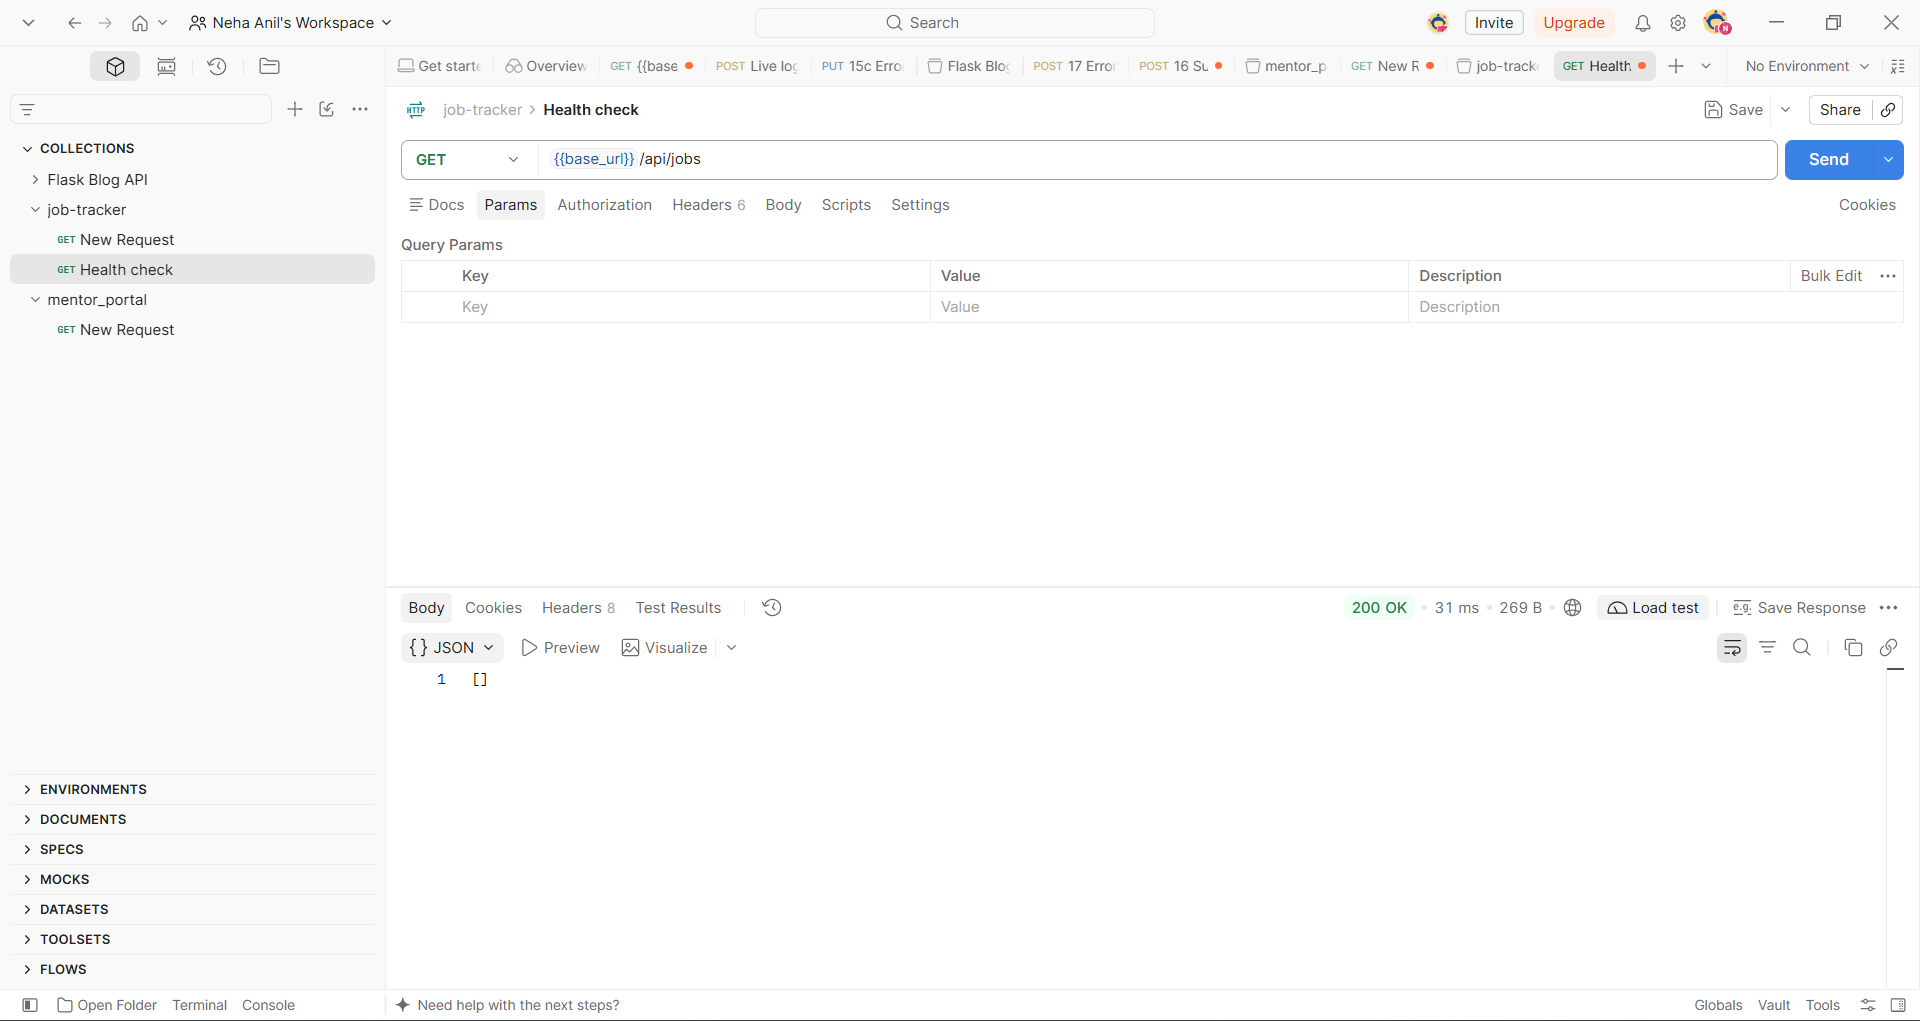 Neha Anil's Workspace
Search
Invite
Upgrade
Get starte
Overview
GET {{base
POST Live log
PUT 15c Erro
Flask Blog
POST 17 Erro
POST 16 Su
mentor_p
GET New R
job-track
GET Health
No Environment
job-tracker > Health check
Save
Share
COLLECTIONS
Flask Blog API
job-tracker
GET New Request
GET Health check
mentor_portal
GET New Request
HTTP
GET
{{base_url}} /api/jobs
Send
Docs
Params
Authorization
Headers 6
Body
Scripts
Settings
Cookies
Query Params
Key Value Description Bulk Edit
Key Value Description
Body
Cookies
Headers 8
Test Results
200 OK • 31 ms • 269 B
Load test
e.g. Save Response
{} JSON
Preview
Visualize
1 []
ENVIRONMENTS
DOCUMENTS
SPECS
MOCKS
DATASETS
TOOLSETS
FLOWS
Open Folder
Terminal
Console
Need help with the next steps?
Globals
Vault
Tools